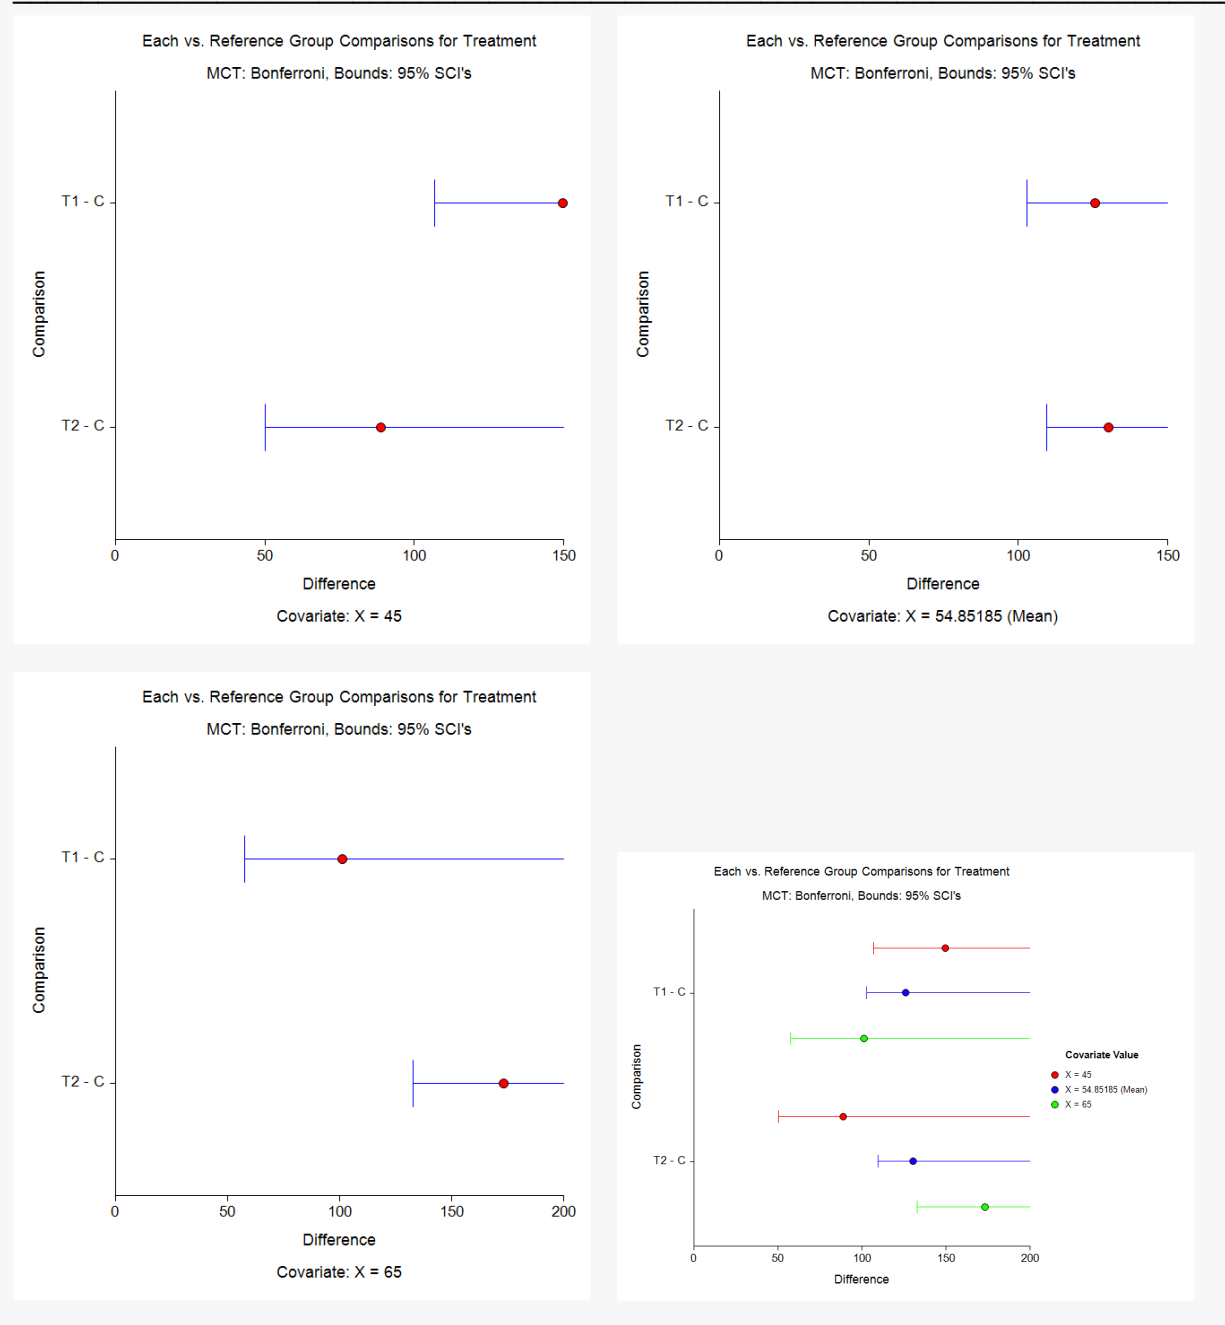 Each vs. Reference Group Comparisons for Treatment
MCT: Bonferroni, Bounds: 95% SCI's
T1 - C
Comparison
T2 - C
0 50 100 150
Difference
Covariate: X = 45
Each vs. Reference Group Comparisons for Treatment
MCT: Bonferroni, Bounds: 95% SCI's
T1 - C
Comparison
T2 - C
0 50 100 150
Difference
Covariate: X = 54.85185 (Mean)
Each vs. Reference Group Comparisons for Treatment
MCT: Bonferroni, Bounds: 95% SCI's
T1 - C
Comparison
T2 - C
0 50 100 150 200
Difference
Covariate: X = 65
Each vs. Reference Group Comparisons for Treatment
MCT: Bonferroni, Bounds: 95% SCI's
T1 - C
Comparison
T2 - C
0 50 100 150 200
Difference
Covariate Value
X = 45
X = 54.85185 (Mean)
X = 65